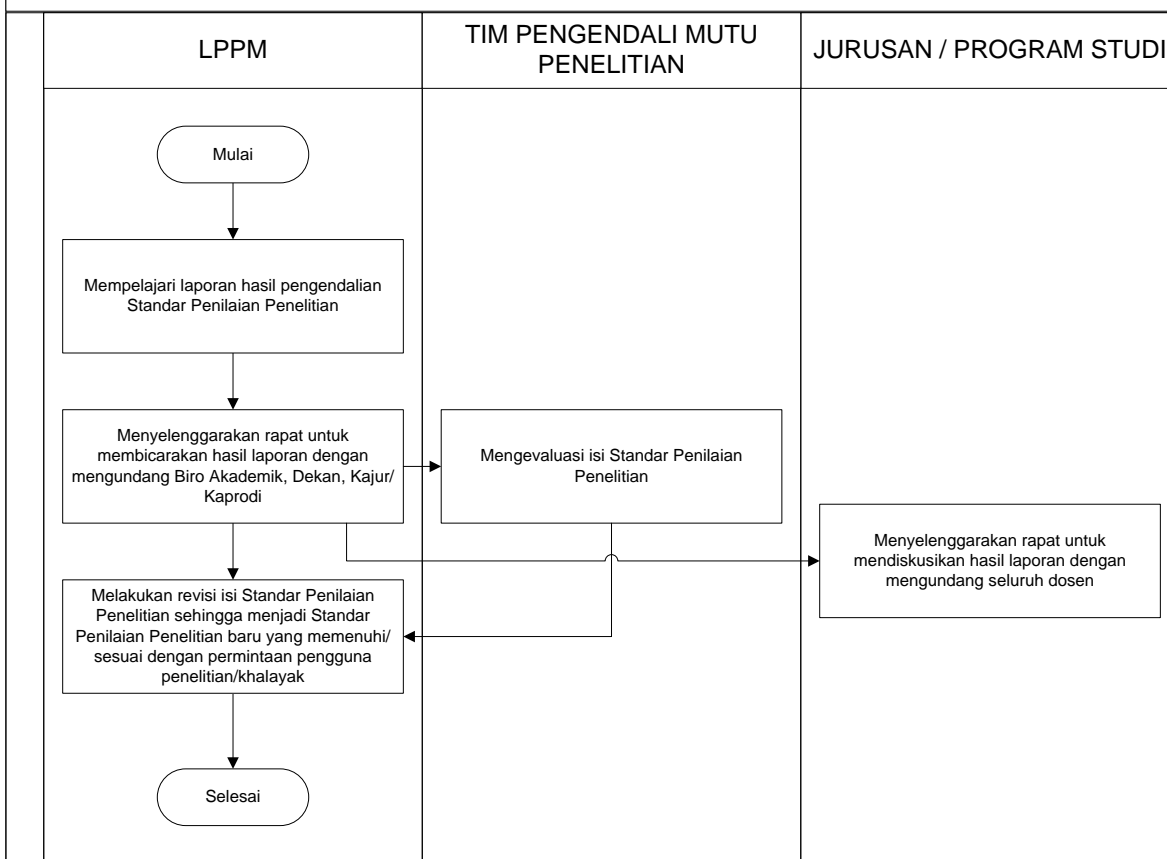 LPPM
TIM PENGENDALI MUTU
PENELITIAN
JURUSAN / PROGRAM STUDI
Mulai
Mempelajari laporan hasil pengendalian
Standar Penilaian Penelitian
Menyelenggarakan rapat untuk
membicarakan hasil laporan dengan
mengundang Biro Akademik, Dekan, Kajur/
Kaprodi
Mengevaluasi isi Standar Penilaian
Penelitian
Menyelenggarakan rapat untuk
mendiskusikan hasil laporan dengan
mengundang seluruh dosen
Melakukan revisi isi Standar Penilaian
Penelitian sehingga menjadi Standar
Penilaian Penelitian baru yang memenuhi/
sesuai dengan permintaan pengguna
penelitian/khalayak
Selesai